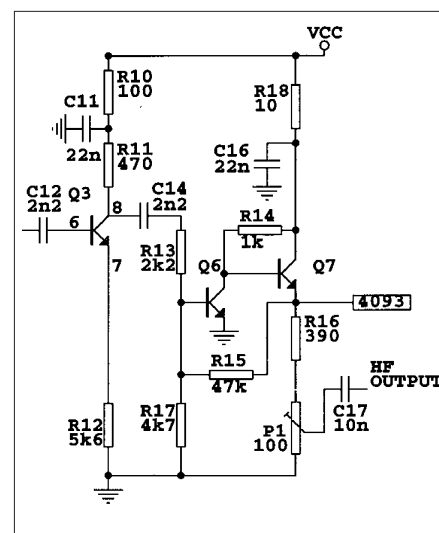 VCC
R10
100
R18
10
C11
22n
R11
470
C16
22n
C12
2n2
Q3
6
8
7
C14
2n2
R14
1k
R13
2k2
Q6
Q7
4093
R16
390
R15
47k
HF
OUTPUT
C17
10n
R12
5k6
R17
4k7
P1
100